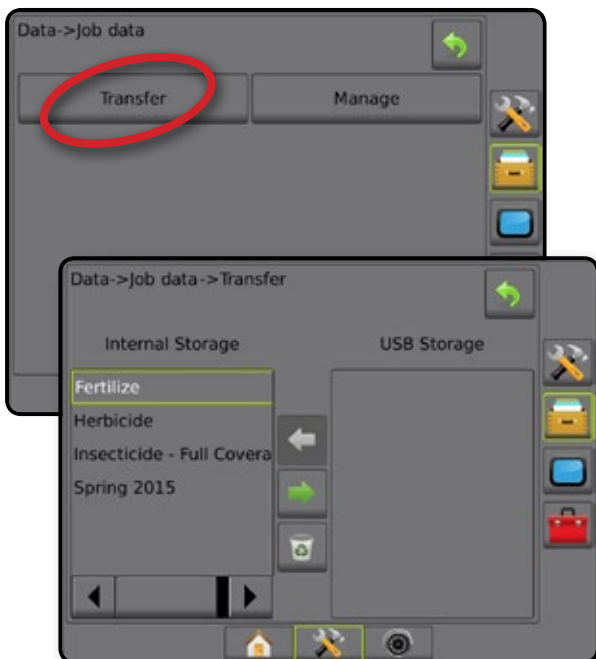 Data->Job data
Transfer
Manage
Data->Job data->Transfer
Internal Storage
USB Storage
Fertilize
Herbicide
Insecticide - Full Covera
Spring 2015